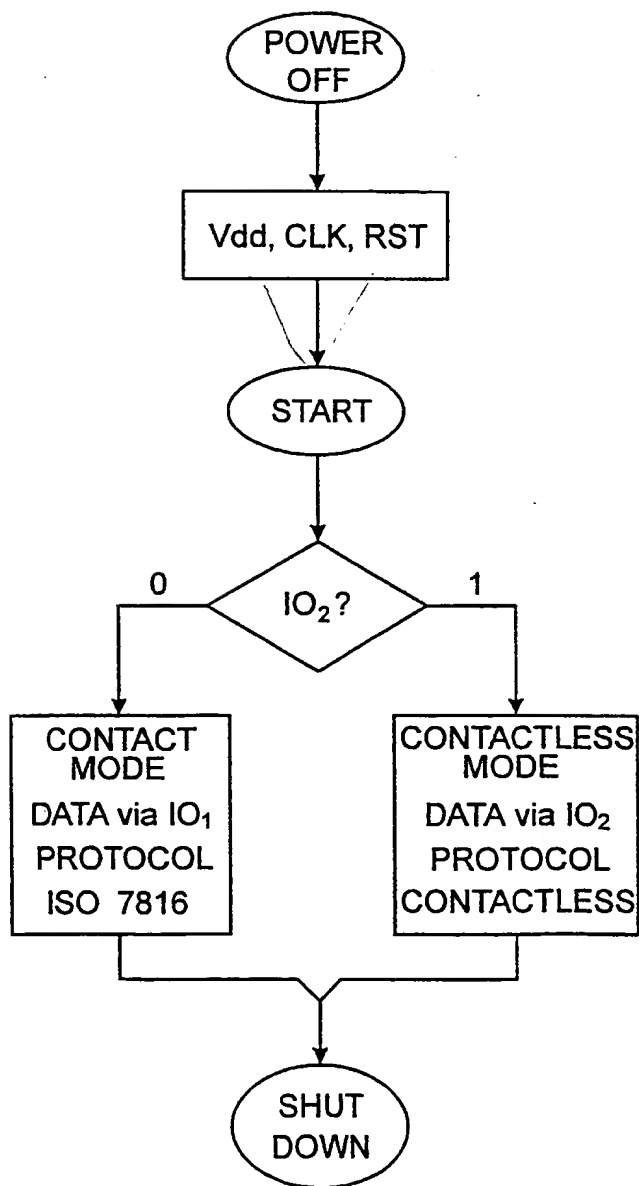 POWER
OFF
Vdd, CLK, RST
START
IO₂?
0
1
CONTACT
MODE
DATA via IO₁
PROTOCOL
ISO 7816
CONTACTLESS
MODE
DATA via IO₂
PROTOCOL
CONTACTLESS
SHUT
DOWN